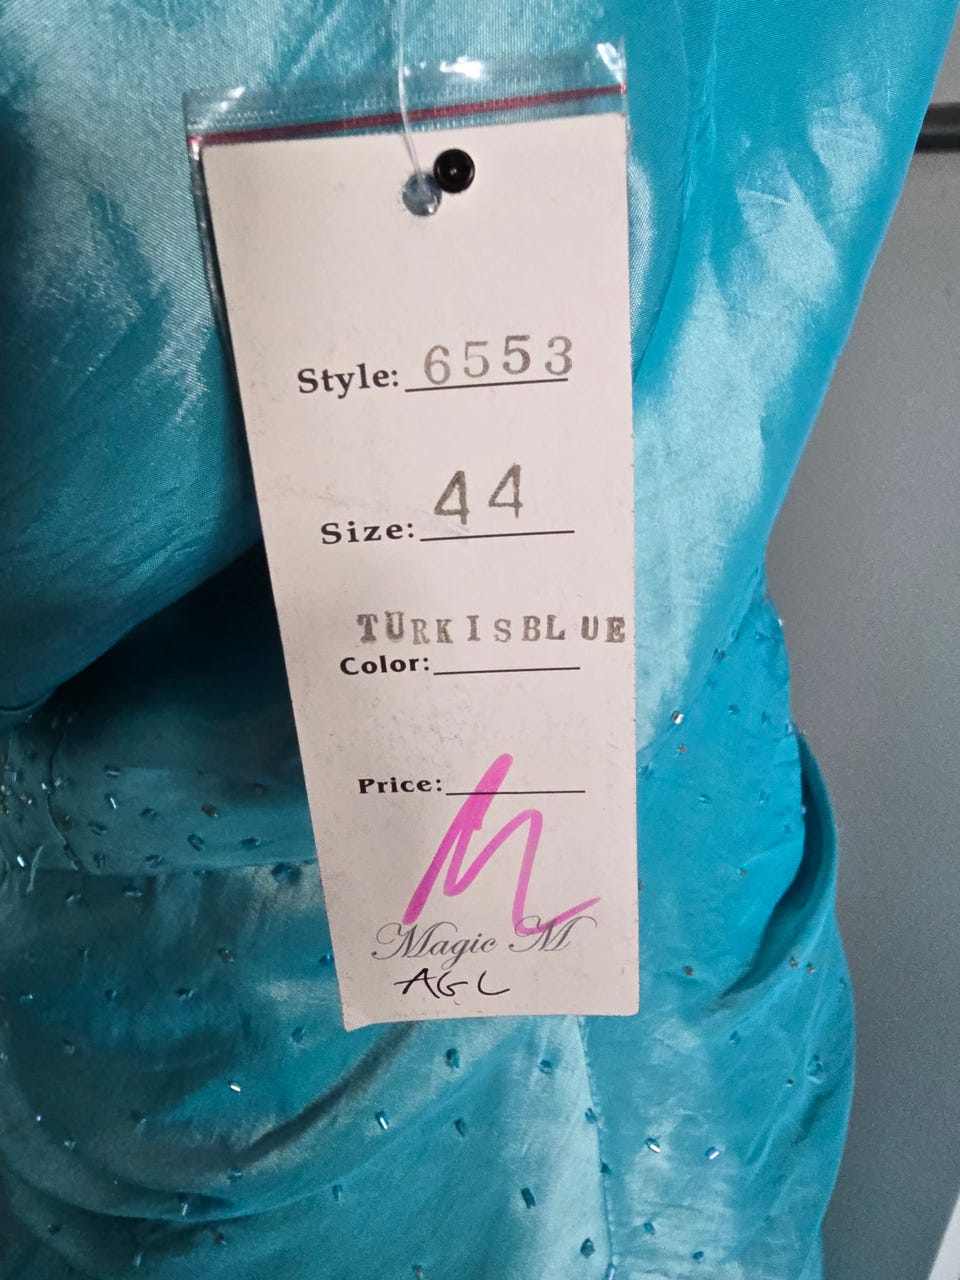 Style: 6553
Size: 44
TURKISBLUE
Color:
Price:
Magic M
AGL